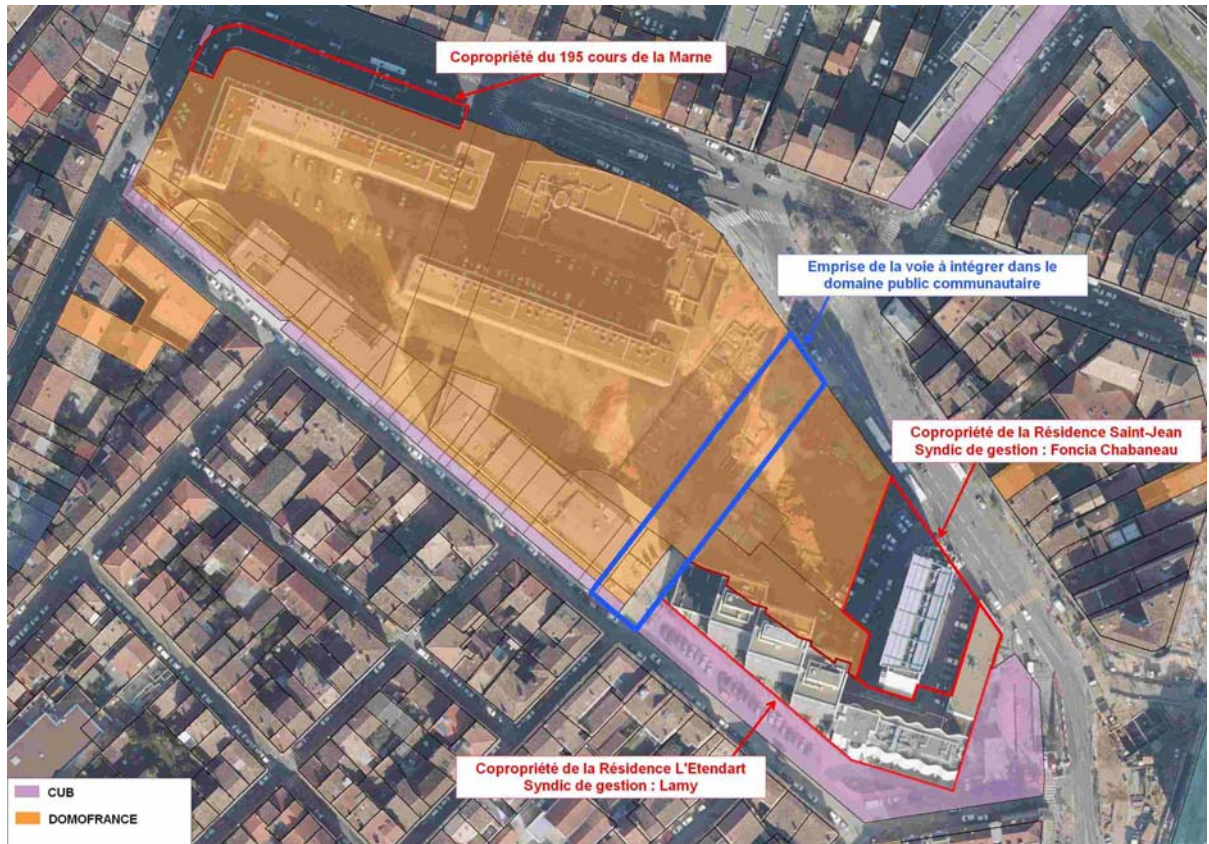 Copropriété du 195 cours de la Marne
Emprise de la voie à intégrer dans le
domaine public communautaire
Copropriété de la Résidence Saint-Jean
Syndic de gestion : Foncia Chabaneau
Copropriété de la Résidence L'Etendart
Syndic de gestion : Lamy
CUB
DOMOFRANCE